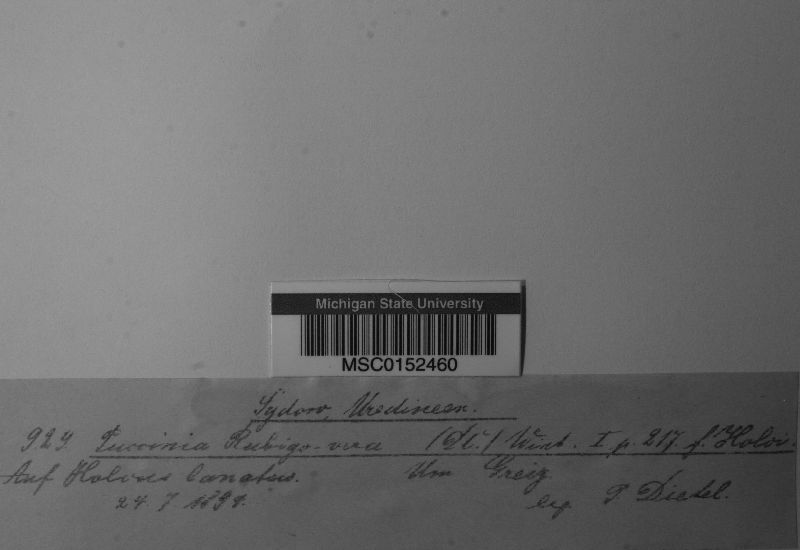 Michigan State University
MSC0152460
Sydow, Uredineen.
929. Puccinia Rubigo-vera (DC.) Wint. I p. 217 f. Holci.
Auf Holcus lanatus. Um Greiz
24. 7 leg. P. Dietel.